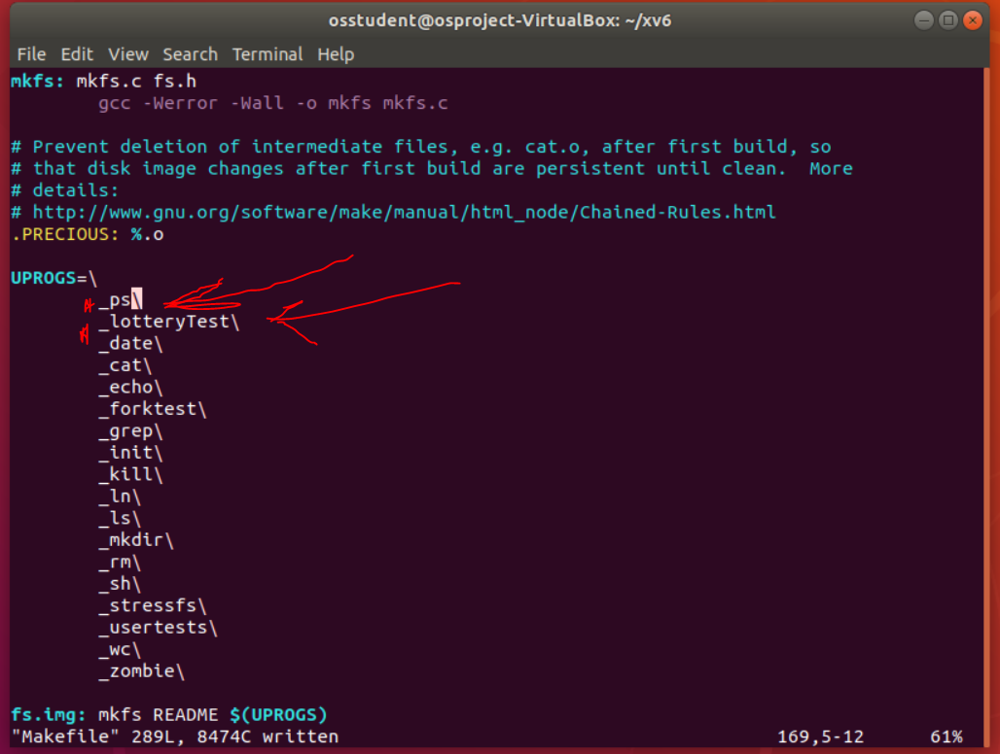 osstudent@osproject-VirtualBox: ~/xv6
File Edit View Search Terminal Help
mkfs: mkfs.c fs.h
gcc -Werror -Wall -o mkfs mkfs.c
# Prevent deletion of intermediate files, e.g. cat.o, after first build, so
# that disk image changes after first build are persistent until clean.  More
# details:
# http://www.gnu.org/software/make/manual/html_node/Chained-Rules.html
.PRECIOUS: %.o
UPROGS=\
_ps\
_lotteryTest\
_date\
_cat\
_echo\
_forktest\
_grep\
_init\
_kill\
_ln\
_ls\
_mkdir\
_rm\
_sh\
_stressfs\
_usertests\
_wc\
_zombie\
fs.img: mkfs README $(UPROGS)
"Makefile" 289L, 8474C written 169,5-12 61%